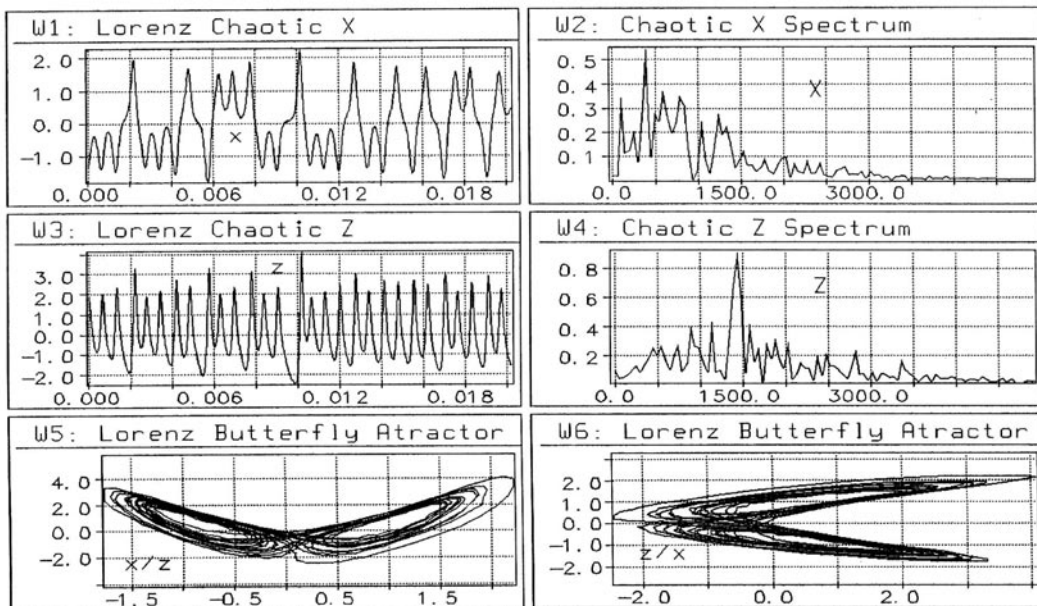 W1: Lorenz Chaotic X
2.0
1.0
0.0
-1.0
x
0.000 0.006 0.012 0.018
W2: Chaotic X Spectrum
0.5
0.4
0.3
0.2
0.1
X
0.0 1500.0 3000.0
W3: Lorenz Chaotic Z
3.0
2.0
1.0
0.0
-1.0
-2.0
z
0.000 0.006 0.012 0.018
W4: Chaotic Z Spectrum
0.8
0.6
0.4
0.2
Z
0.0 1500.0 3000.0
W5: Lorenz Butterfly Atractor
4.0
2.0
0.0
-2.0
x/z
-1.5 -0.5 0.5 1.5
W6: Lorenz Butterfly Atractor
2.0
1.0
0.0
-1.0
-2.0
z/x
-2.0 0.0 2.0